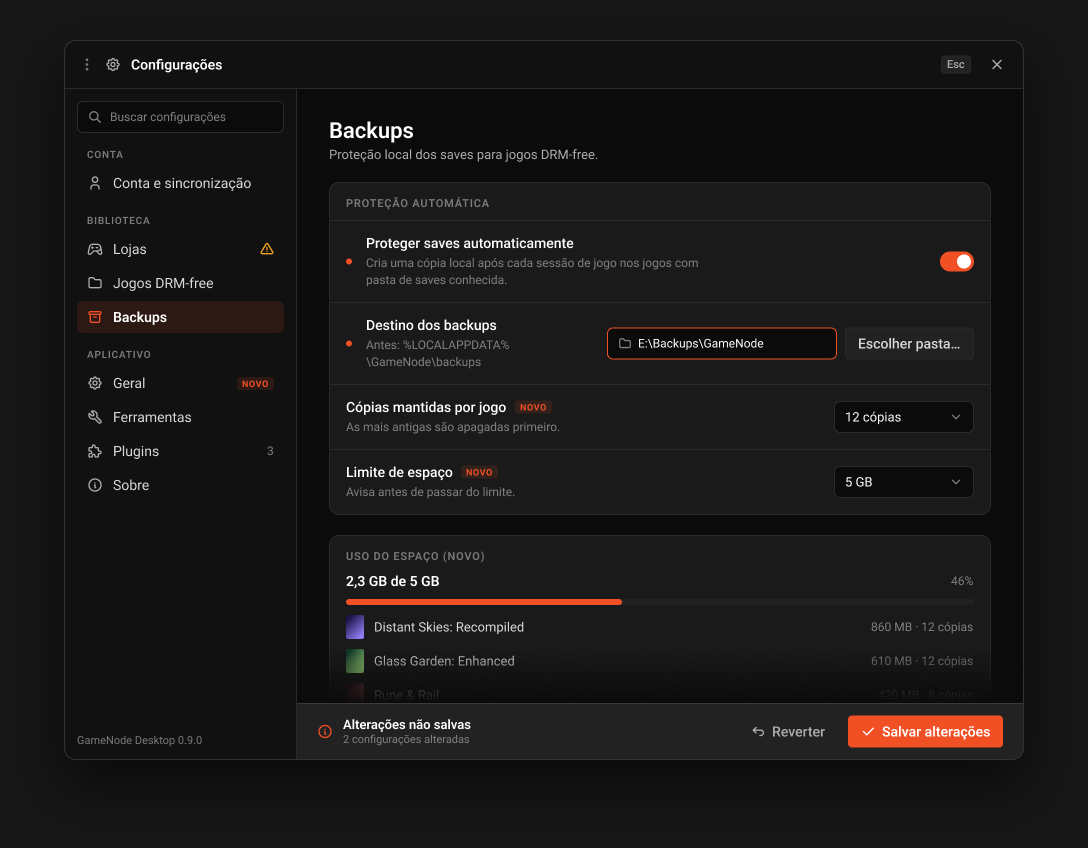 Configurações
Esc
Buscar configurações
CONTA
Conta e sincronização
BIBLIOTECA
Lojas
Jogos DRM-free
Backups
APLICATIVO
Geral NOVO
Ferramentas
Plugins 3
Sobre
GameNode Desktop 0.9.0
Backups
Proteção local dos saves para jogos DRM-free.
PROTEÇÃO AUTOMÁTICA
Proteger saves automaticamente
Cria uma cópia local após cada sessão de jogo nos jogos com
pasta de saves conhecida.
Destino dos backups
Antes: %LOCALAPPDATA%
\GameNode\backups
E:\Backups\GameNode
Escolher pasta…
Cópias mantidas por jogo NOVO
As mais antigas são apagadas primeiro.
12 cópias
Limite de espaço NOVO
Avisa antes de passar do limite.
5 GB
USO DO ESPAÇO (NOVO)
2,3 GB de 5 GB 46%
Distant Skies: Recompiled 860 MB · 12 cópias
Glass Garden: Enhanced 610 MB · 12 cópias
Rune & Rail 420 MB · 8 cópias
Alterações não salvas
2 configurações alteradas
Reverter
Salvar alterações